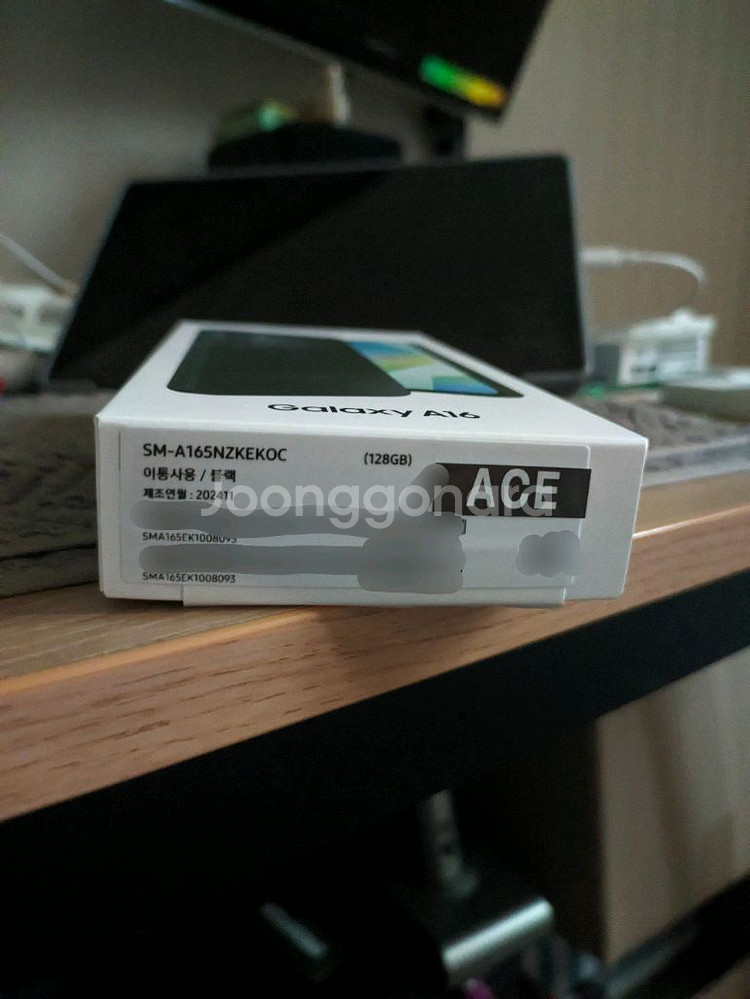 Galaxy A16
SM-A165NZKEKOC (128GB)
이통사용 / 블랙
제조연월 : 202411
ACE
Joonggonara
SMA165EK1008093
SMA165EK1008093